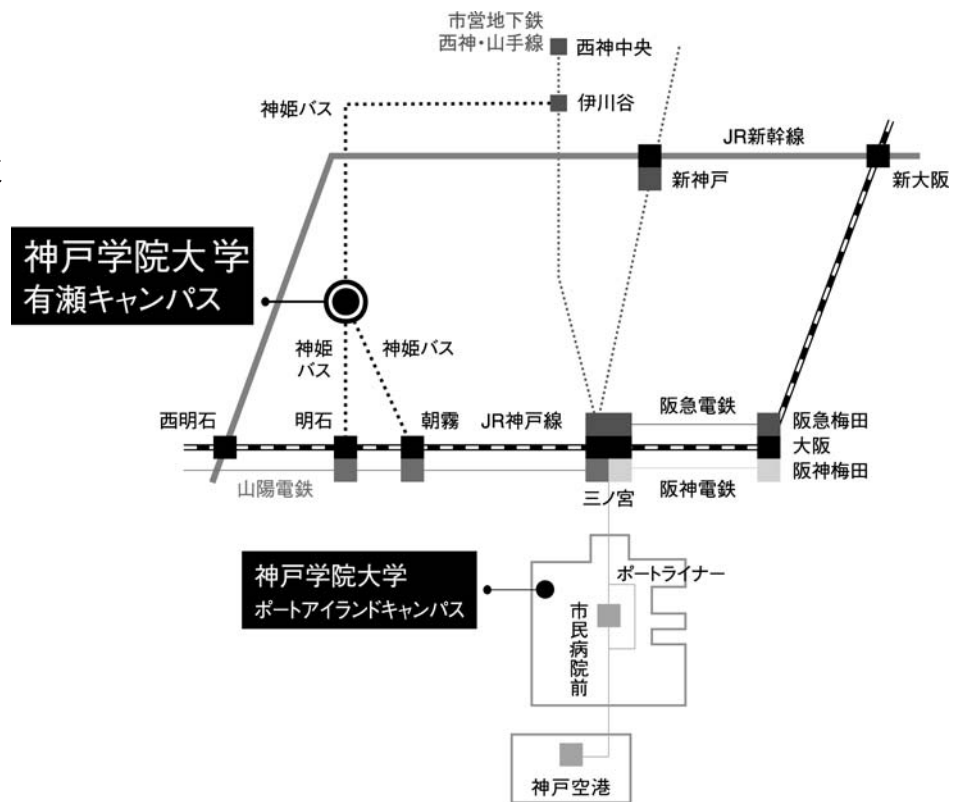 市営地下鉄
西神・山手線
西神中央
伊川谷
神姫バス
JR新幹線
新神戸
新大阪
神戸学院大学
有瀬キャンパス
神姫
バス
神姫バス
西明石
明石
朝霧
JR神戸線
阪急電鉄
阪急梅田
大阪
阪神梅田
山陽電鉄
三ノ宮
阪神電鉄
神戸学院大学
ポートアイランドキャンパス
ポートライナー
市民病院前
神戸空港